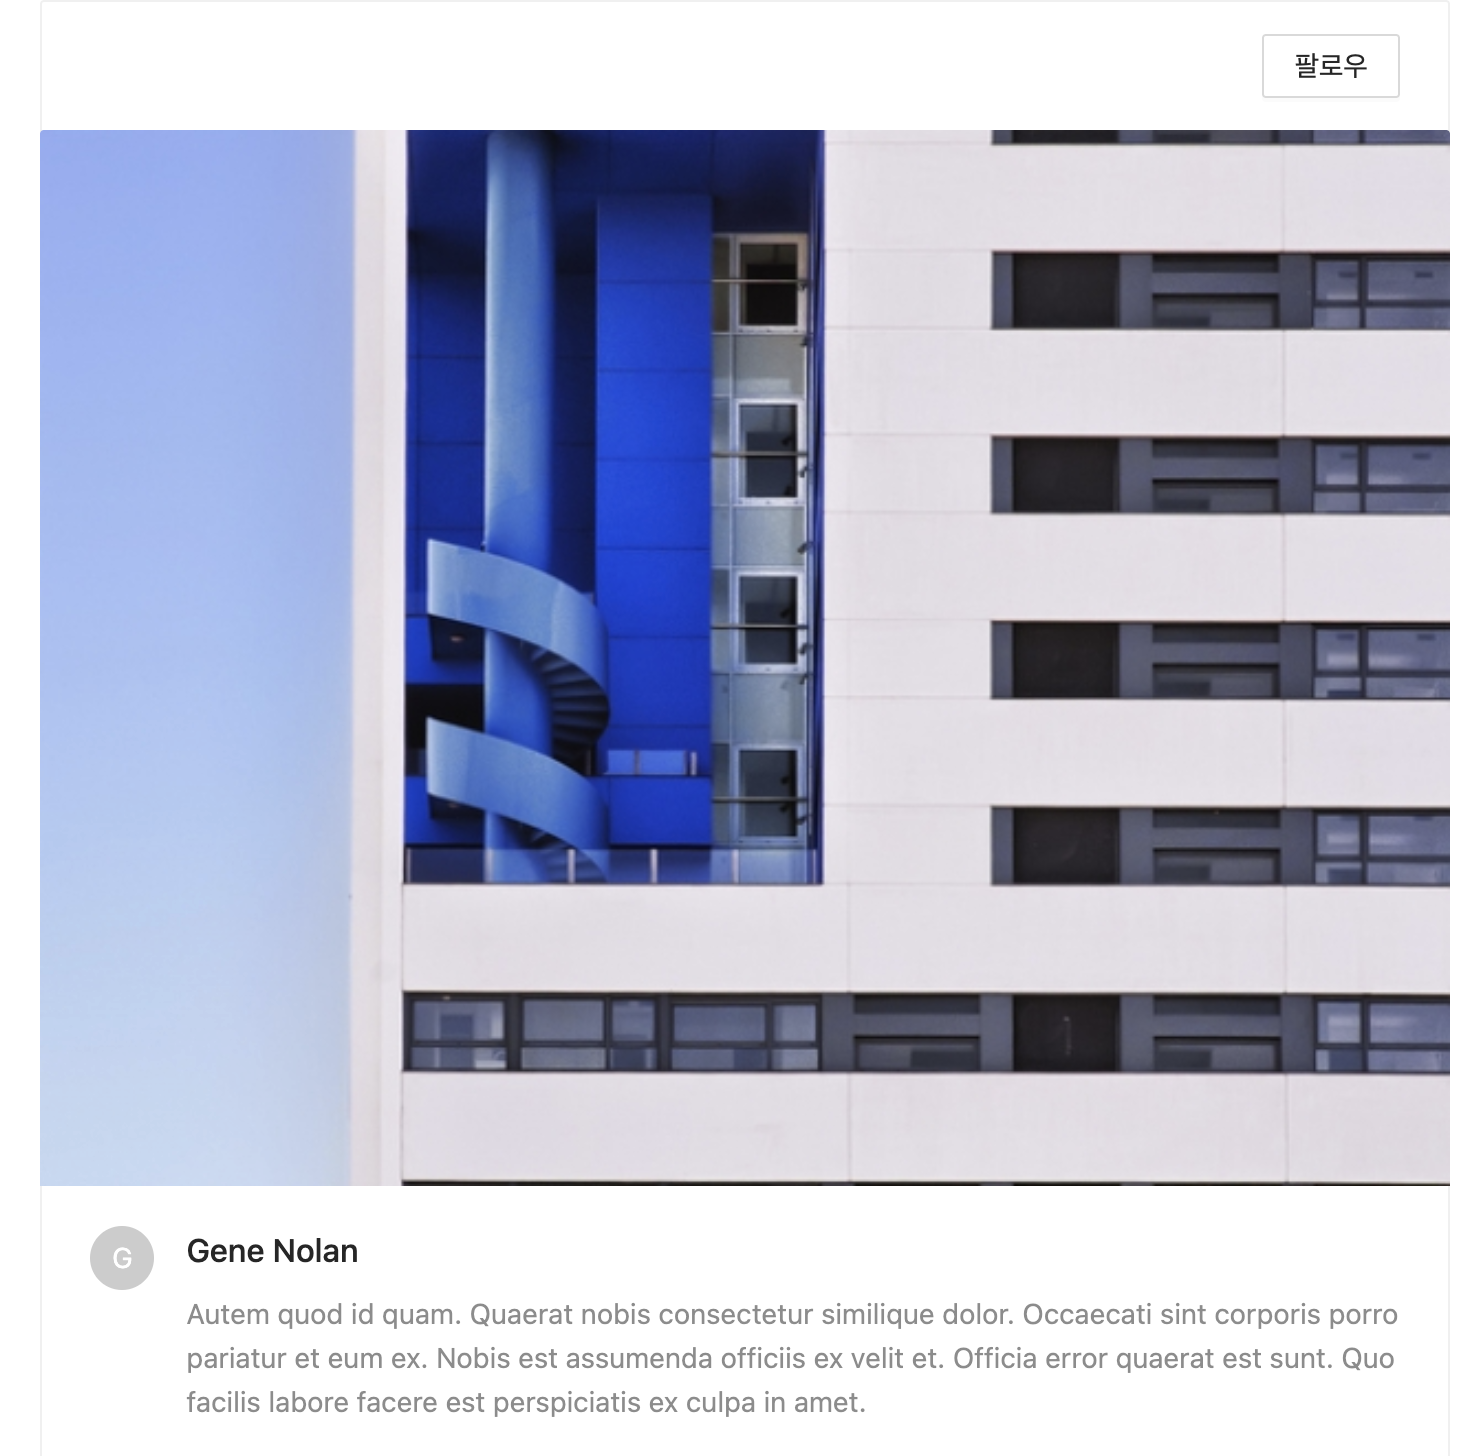 팔로우
G
Gene Nolan
Autem quod id quam. Quaerat nobis consectetur similique dolor. Occaecati sint corporis porro
pariatur et eum ex. Nobis est assumenda officiis ex velit et. Officia error quaerat est sunt. Quo
facilis labore facere est perspiciatis ex culpa in amet.